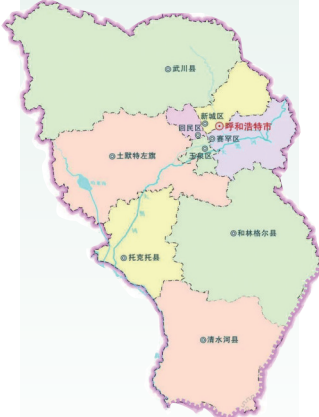 武川县
新城区
呼和浩特市
回民区
赛罕区
土默特左旗
玉泉区
和林格尔县
托克托县
清水河县